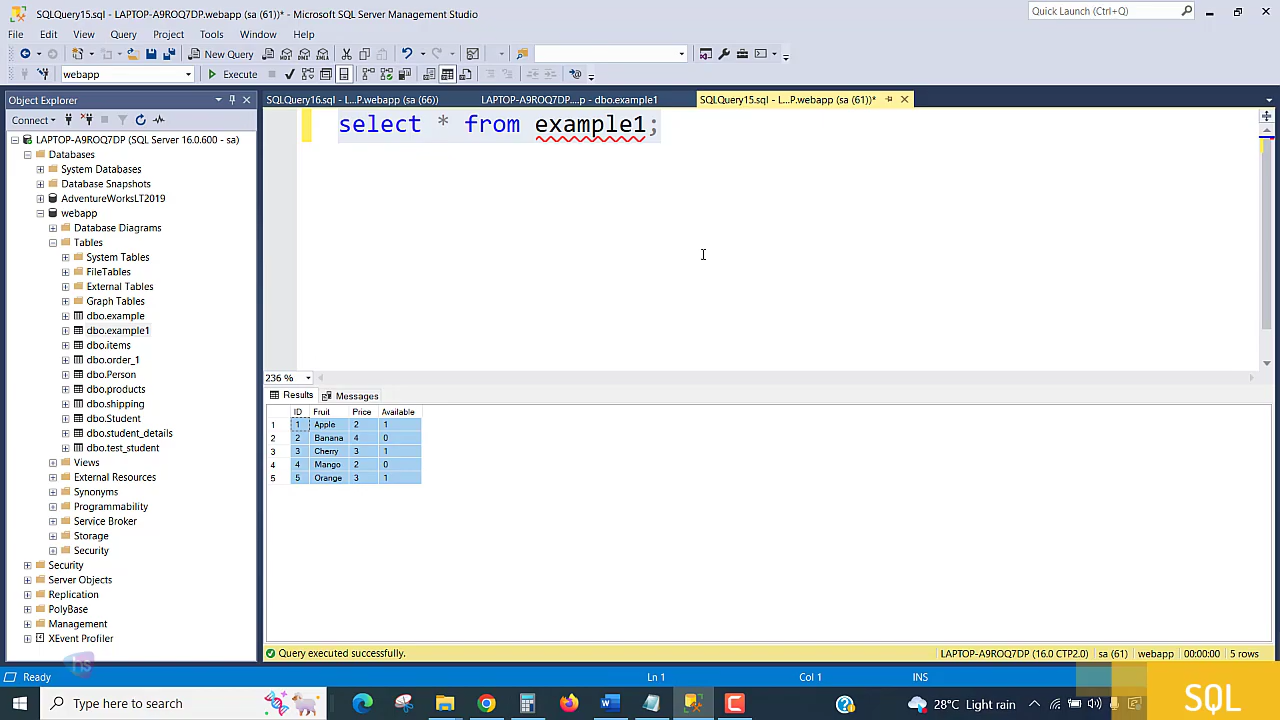 SQLQuery15.sql - LAPTOP-A9ROQ7DP.webapp (sa (61))* - Microsoft SQL Server Management Studio
Quick Launch (Ctrl+Q)
File Edit View Query Project Tools Window Help
New Query
webapp Execute
Object Explorer
SQLQuery16.sql - L...P.webapp (sa (66)) LAPTOP-A9ROQ7DP....p - dbo.example1 SQLQuery15.sql - L...P.webapp (sa (61))*
Connect
select * from example1;
LAPTOP-A9ROQ7DP (SQL Server 16.0.600 - sa)
Databases
System Databases
Database Snapshots
AdventureWorksLT2019
webapp
Database Diagrams
Tables
System Tables
FileTables
External Tables
Graph Tables
dbo.example
dbo.example1
dbo.items
dbo.order_1
dbo.Person
dbo.products
dbo.shipping
dbo.Student
dbo.student_details
dbo.test_student
Views
External Resources
Synonyms
Programmability
Service Broker
Storage
Security
Security
Server Objects
Replication
PolyBase
Management
XEvent Profiler
236 %
Results Messages
ID Fruit Price Available
1 1 Apple 2 1
2 2 Banana 4 0
3 3 Cherry 3 1
4 4 Mango 2 0
5 5 Orange 3 1
Query executed successfully. LAPTOP-A9ROQ7DP (16.0 CTP2.0) sa (61) webapp 00:00:00 5 rows
hs
Ready Ln 1 Col 1 INS
Type here to search 28°C Light rain
SQL